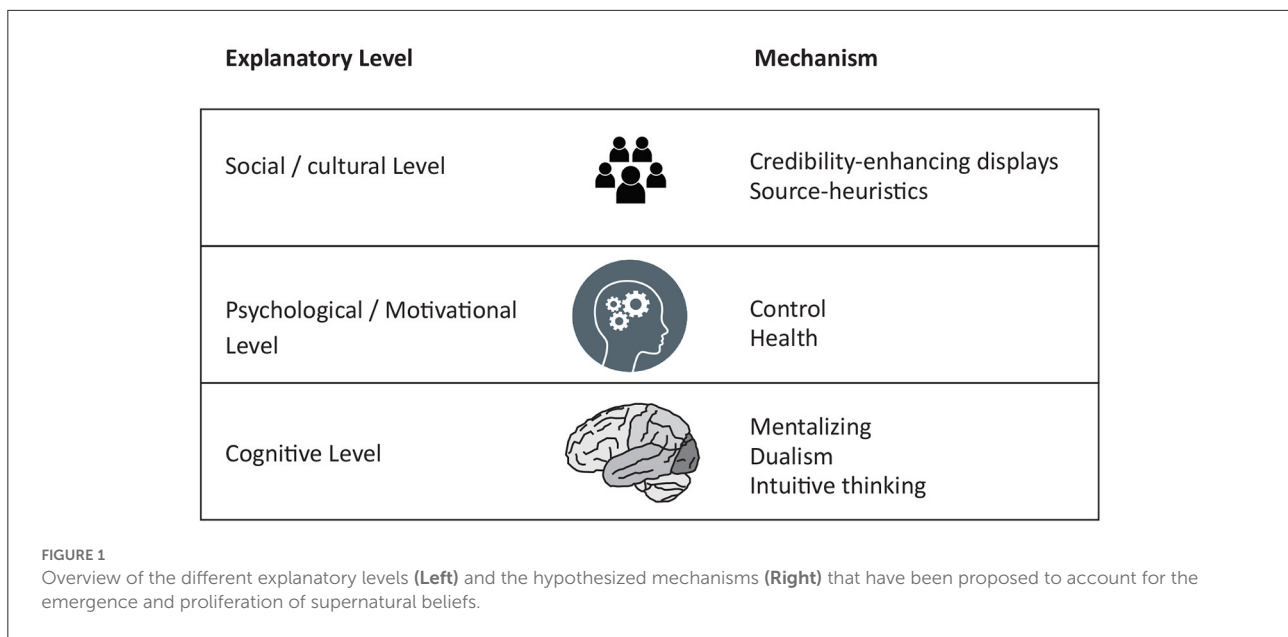 Explanatory Level
Mechanism
Social / cultural Level
Credibility-enhancing displays
Source-heuristics
Psychological / Motivational
Level
Control
Health
Cognitive Level
Mentalizing
Dualism
Intuitive thinking
FIGURE 1
Overview of the different explanatory levels (Left) and the hypothesized mechanisms (Right) that have been proposed to account for the
emergence and proliferation of supernatural beliefs.